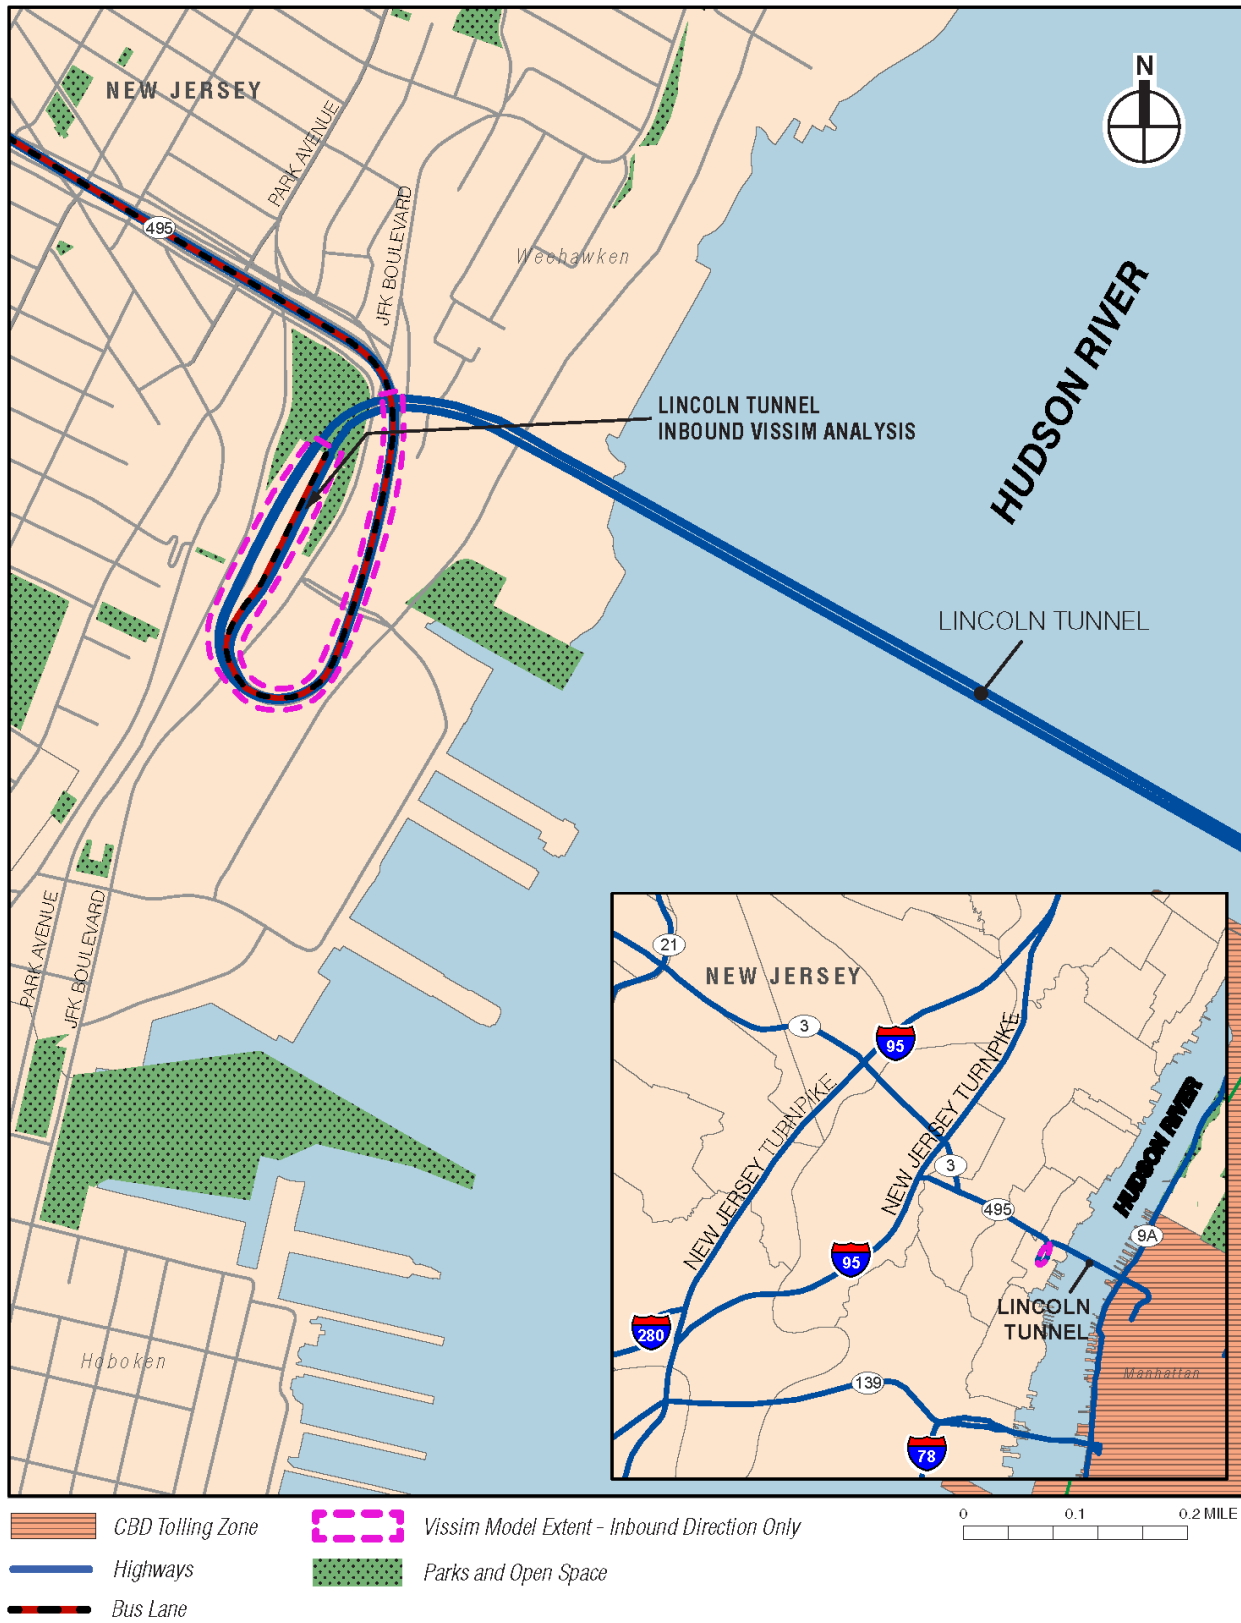 N
NEW JERSEY
PARK AVENUE
495
JFK BOULEVARD
Weehawken
HUDSON RIVER
LINCOLN TUNNEL
INBOUND VISSIM ANALYSIS
LINCOLN TUNNEL
PARK AVENUE
JFK BOULEVARD
Hoboken
21
NEW JERSEY
3
95
NEW JERSEY TURNPIKE
NEW JERSEY TURNPIKE
HUDSON RIVER
3
495
9A
95
LINCOLN
TUNNEL
280
Manhattan
139
78
CBD Tolling Zone
Vissim Model Extent - Inbound Direction Only
0 0.1 0.2 MILE
Highways
Parks and Open Space
Bus Lane